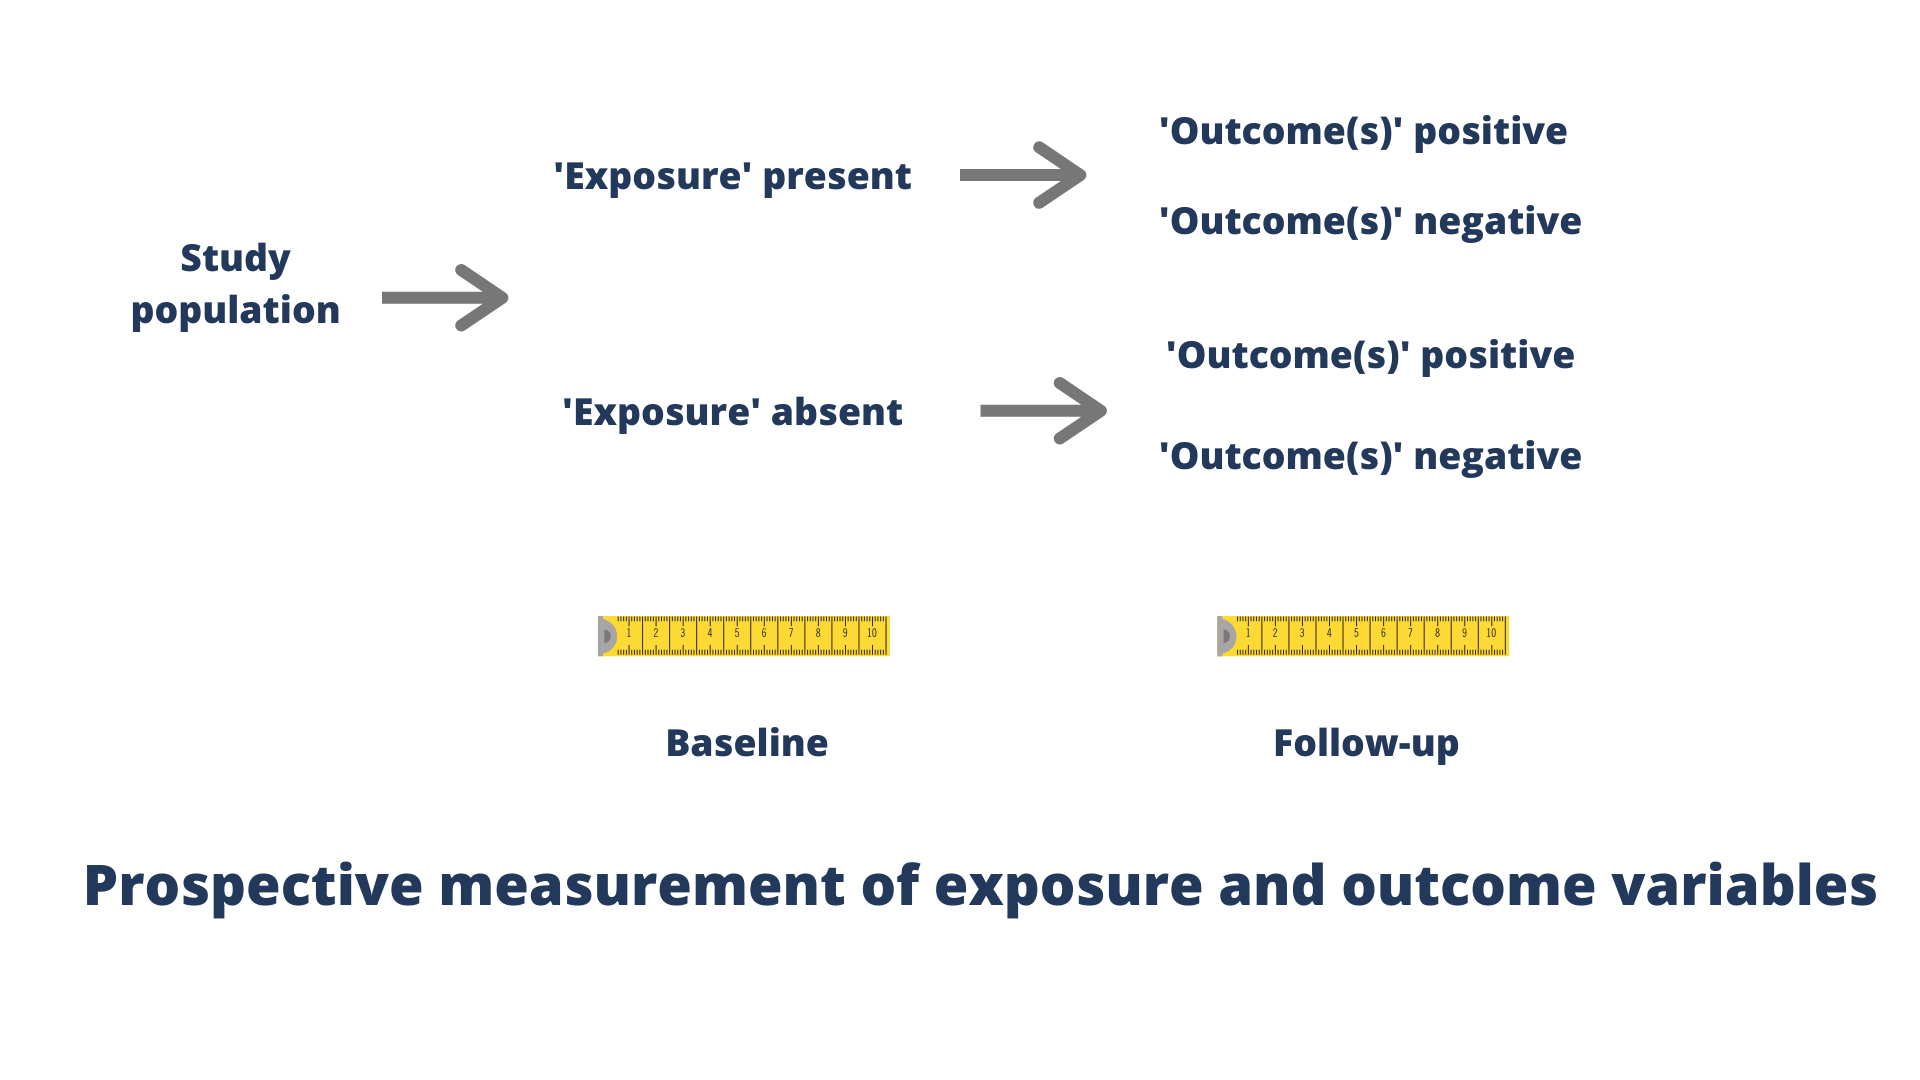 'Outcome(s)' positive
'Exposure' present
'Outcome(s)' negative
Study
population
'Outcome(s)' positive
'Exposure' absent
'Outcome(s)' negative
1 2 3 4 5 6 7 8 9 10
1 2 3 4 5 6 7 8 9 10
Baseline
Follow-up
Prospective measurement of exposure and outcome variables